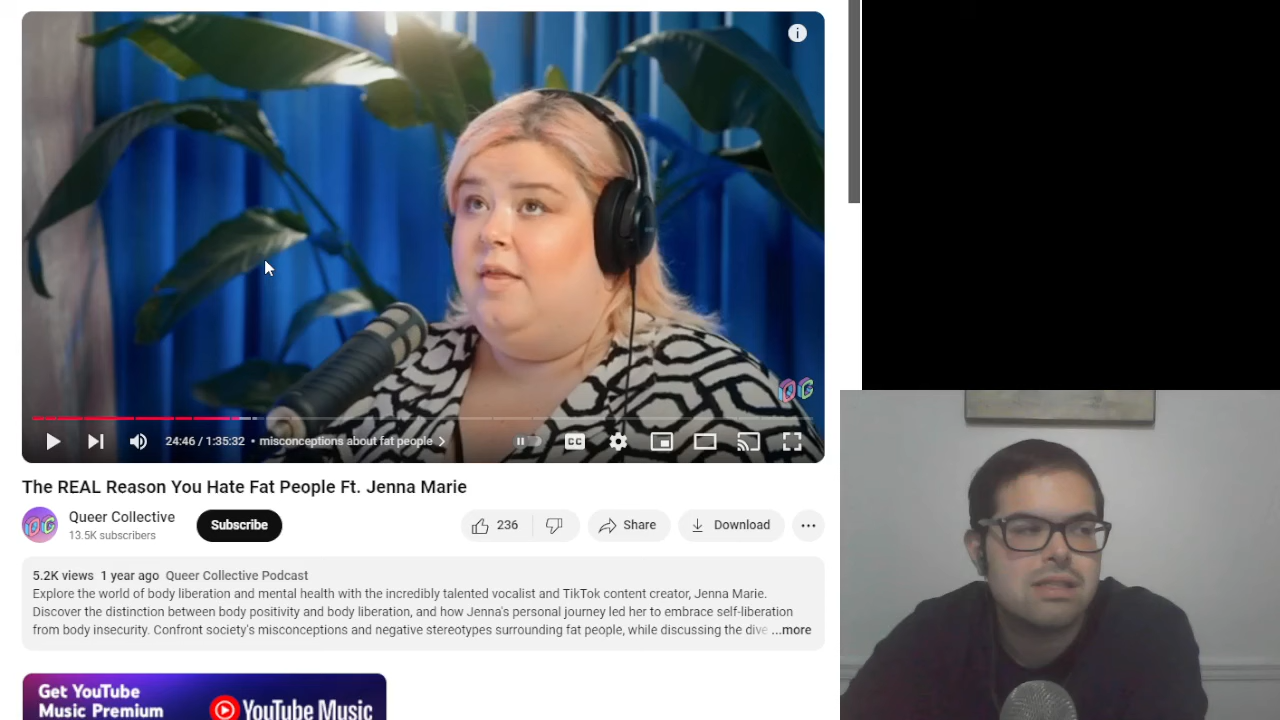 24:46 / 1:35:32 • misconceptions about fat people
CC
The REAL Reason You Hate Fat People Ft. Jenna Marie
Queer Collective
13.5K subscribers
Subscribe
236
Share
Download
5.2K views 1 year ago Queer Collective Podcast
Explore the world of body liberation and mental health with the incredibly talented vocalist and TikTok content creator, Jenna Marie.
Discover the distinction between body positivity and body liberation, and how Jenna's personal journey led her to embrace self-liberation
from body insecurity. Confront society's misconceptions and negative stereotypes surrounding fat people, while discussing the dive ...more
Get YouTube
Music Premium
YouTube Music